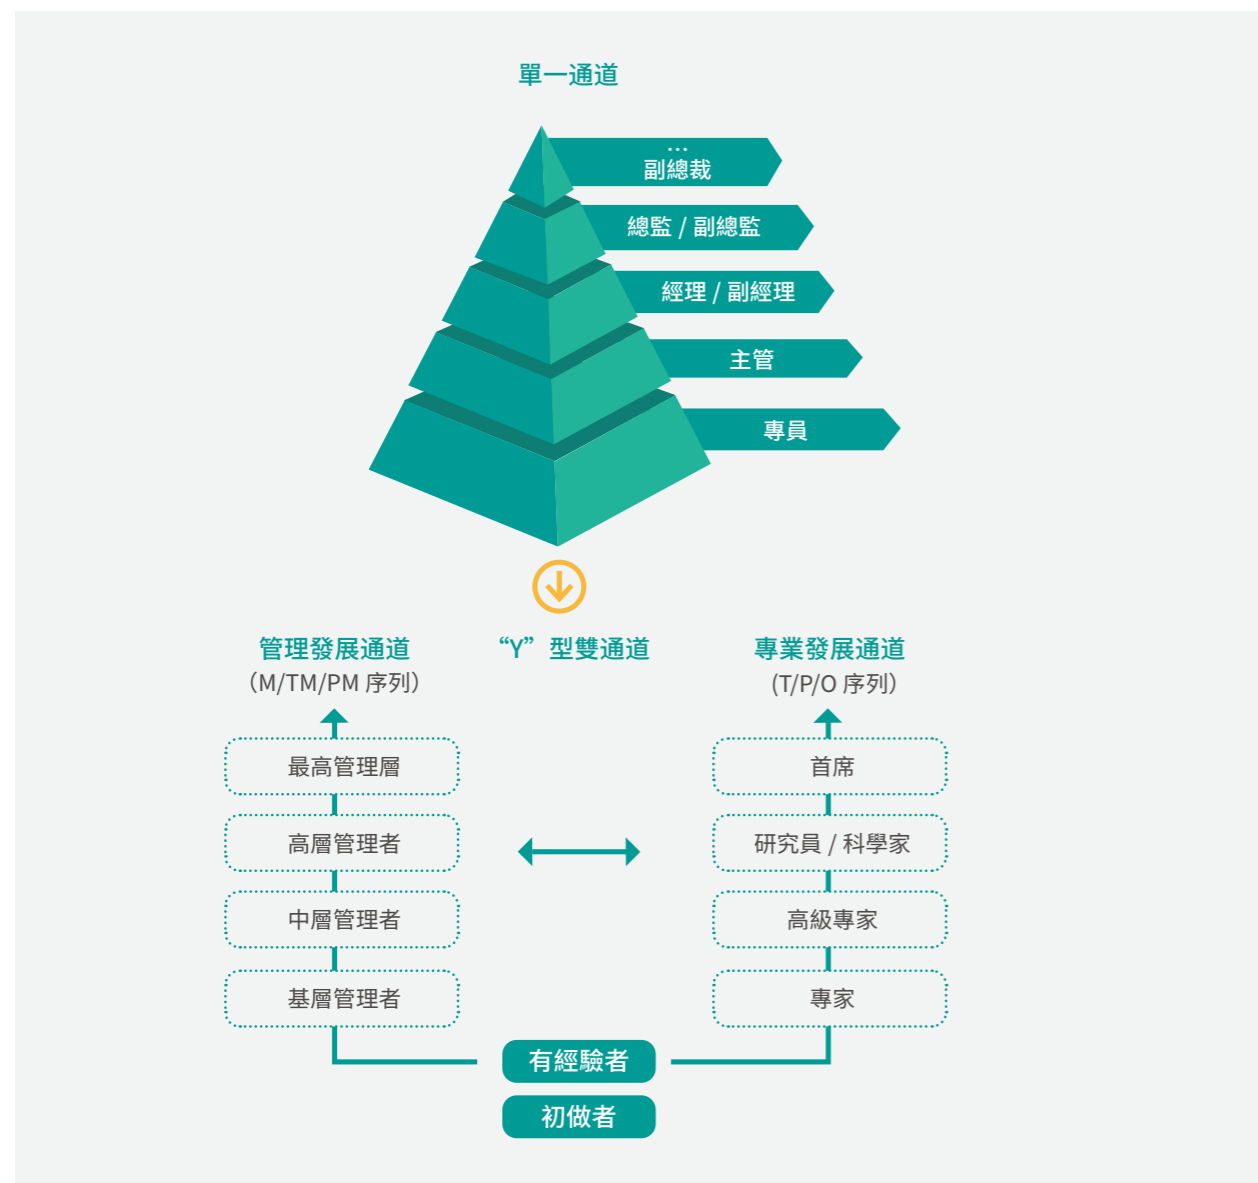 單一通道
…
副總裁
總監 / 副總監
經理 / 副經理
主管
專員
管理發展通道
(M/TM/PM 序列)
“Y”型雙通道
專業發展通道
(T/P/O 序列)
最高管理層
首席
高層管理者
研究員 / 科學家
中層管理者
高級專家
基層管理者
專家
有經驗者
初做者